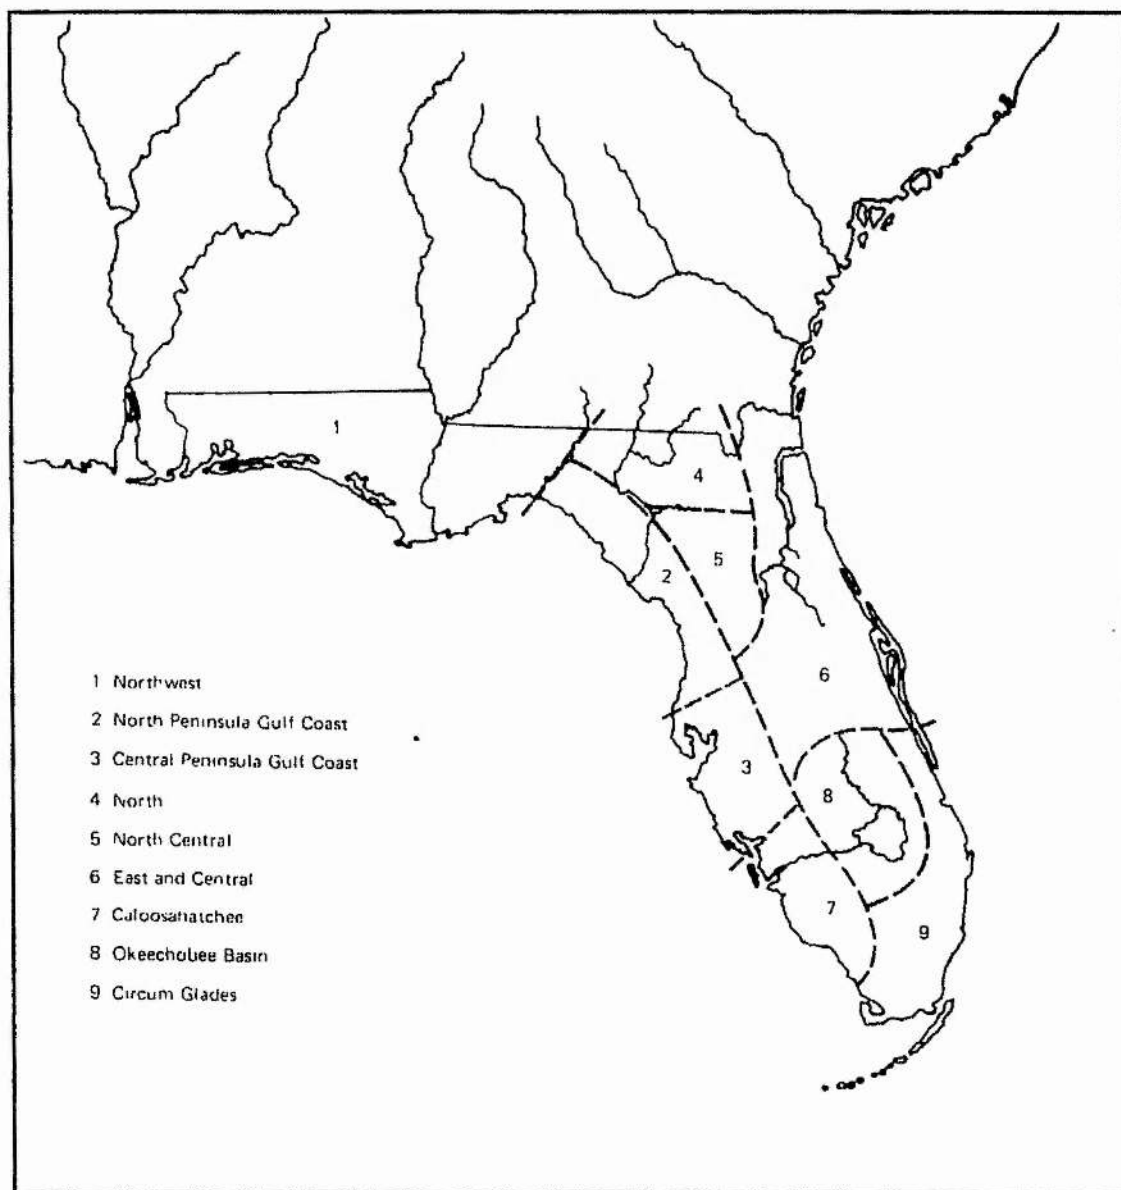 1
4
5
2
6
3
8
7
9
1 Northwest
2 North Peninsula Gulf Coast
3 Central Peninsula Gulf Coast
4 North
5 North Central
6 East and Central
7 Caloosahatchee
8 Okeechobee Basin
9 Circum Glades